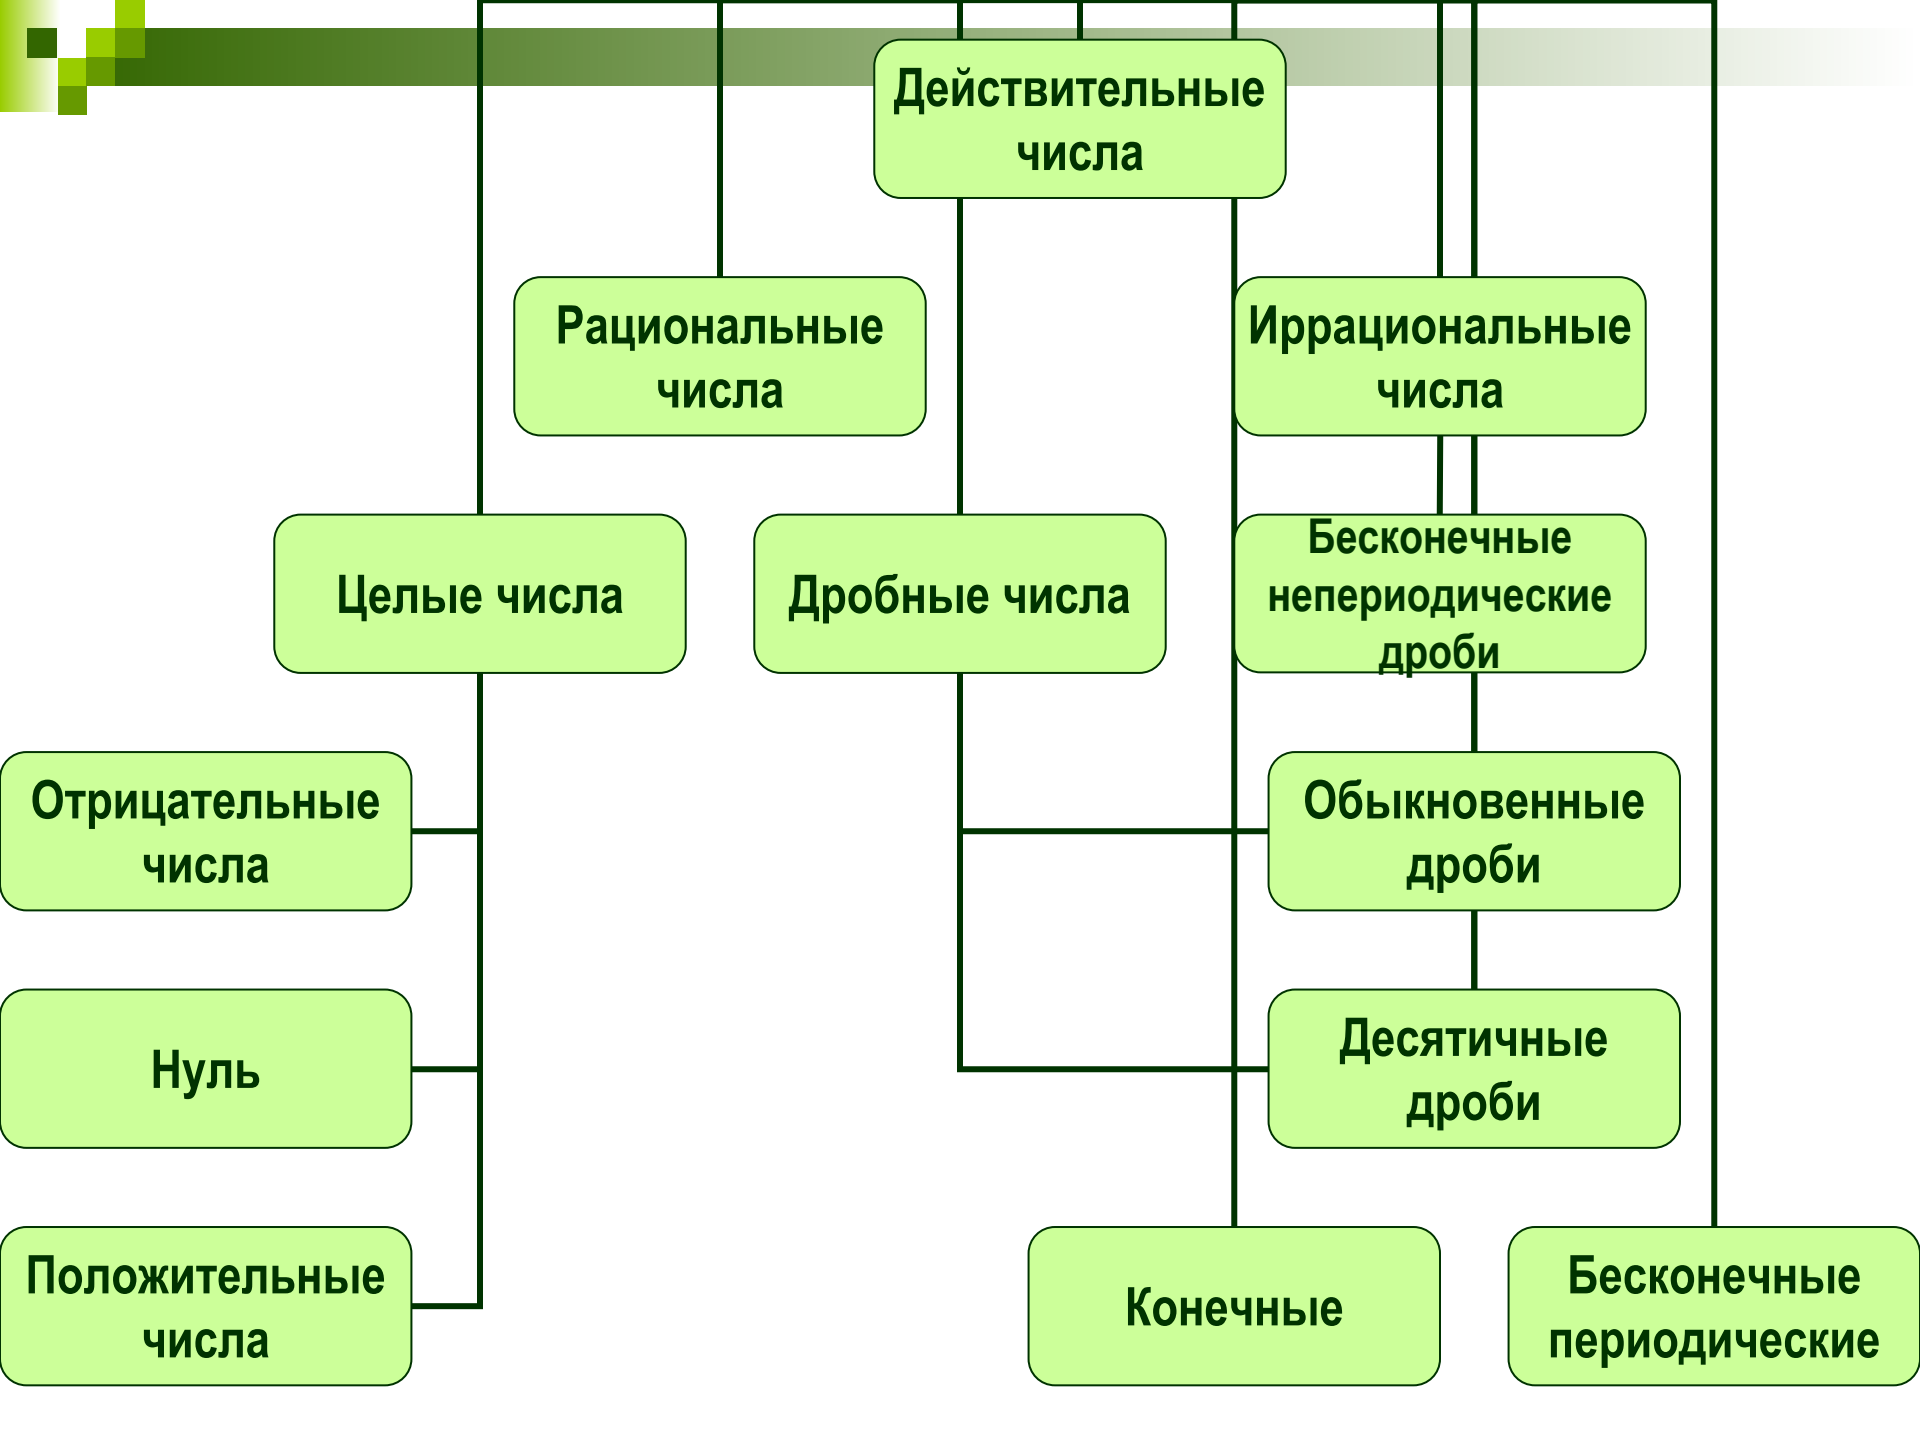 Действительные
числа
Рациональные
числа
Иррациональные
числа
Целые числа
Дробные числа
Бесконечные
непериодические
дроби
Отрицательные
числа
Обыкновенные
дроби
Нуль
Десятичные
дроби
Положительные
числа
Конечные
Бесконечные
периодические